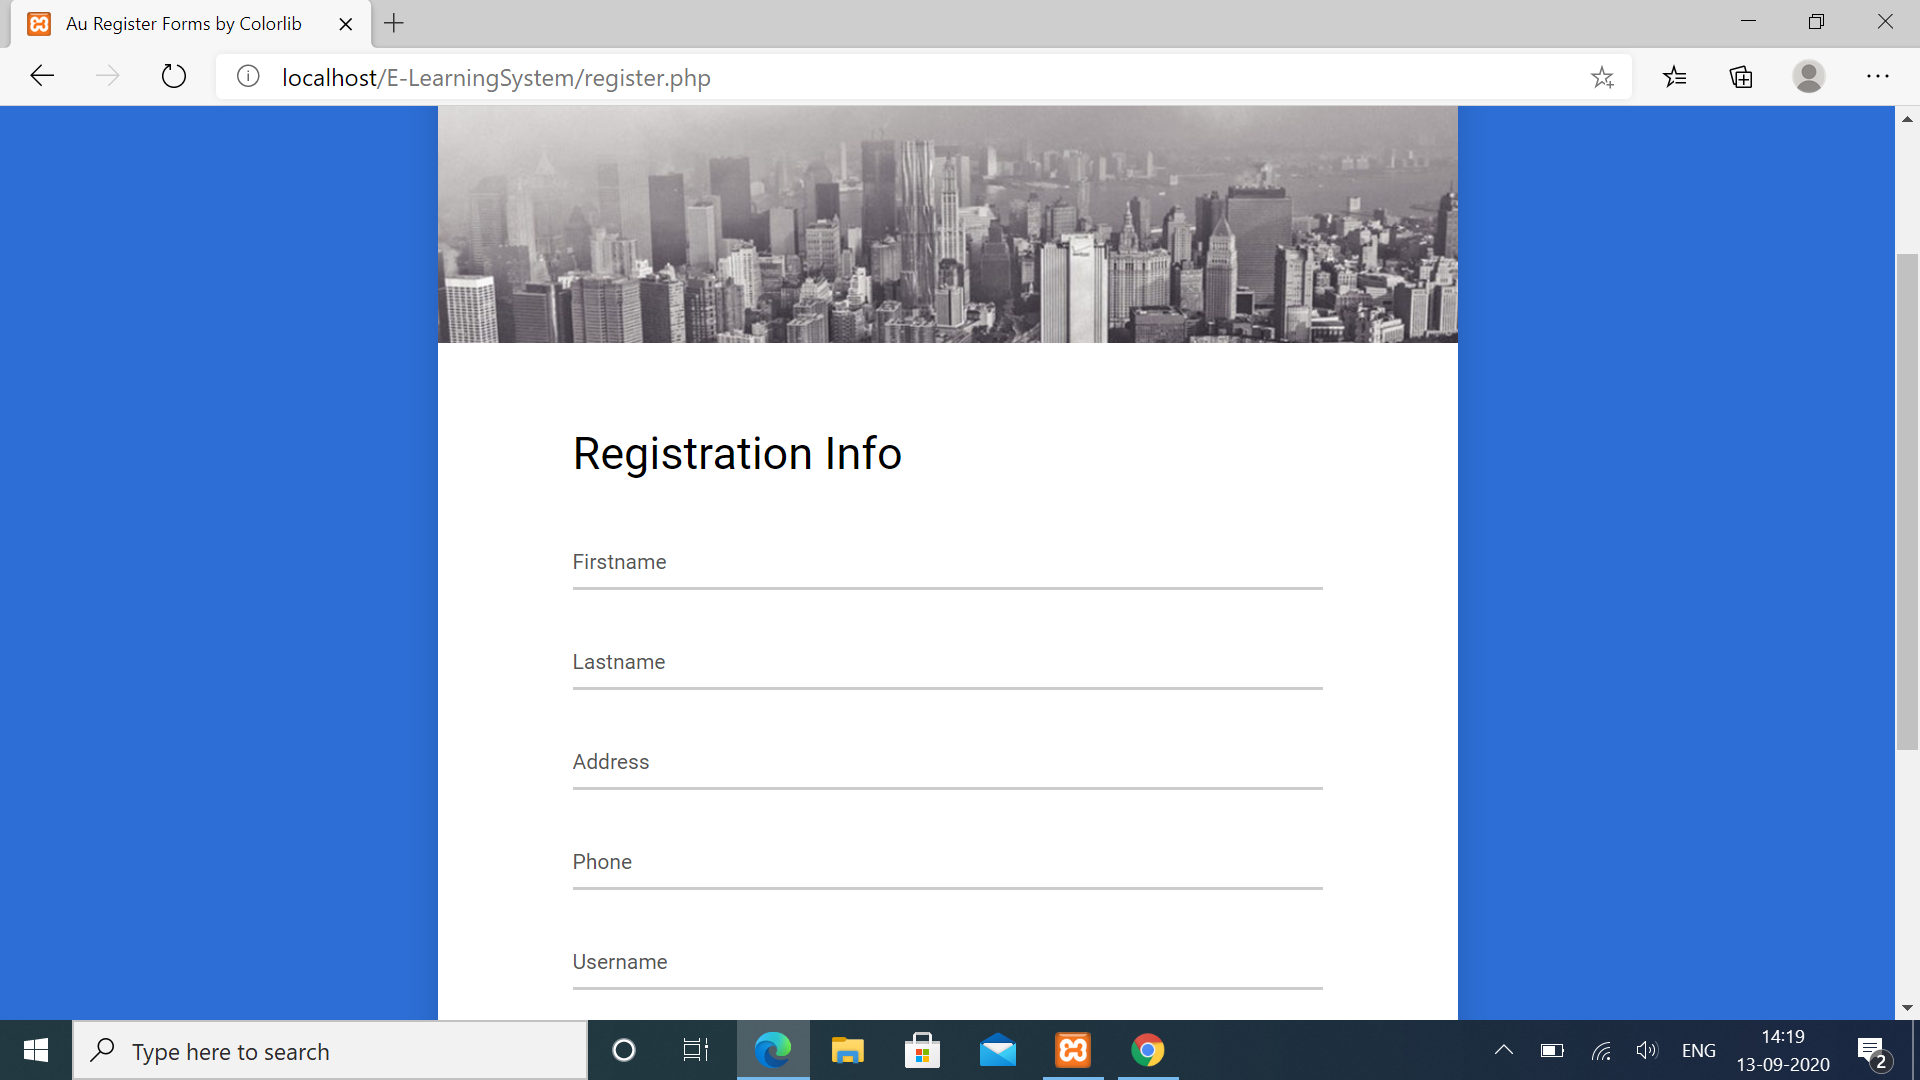 Au Register Forms by Colorlib
localhost/E-LearningSystem/register.php
Registration Info
Firstname
Lastname
Address
Phone
Username
Type here to search
ENG
14:19
13-09-2020
2